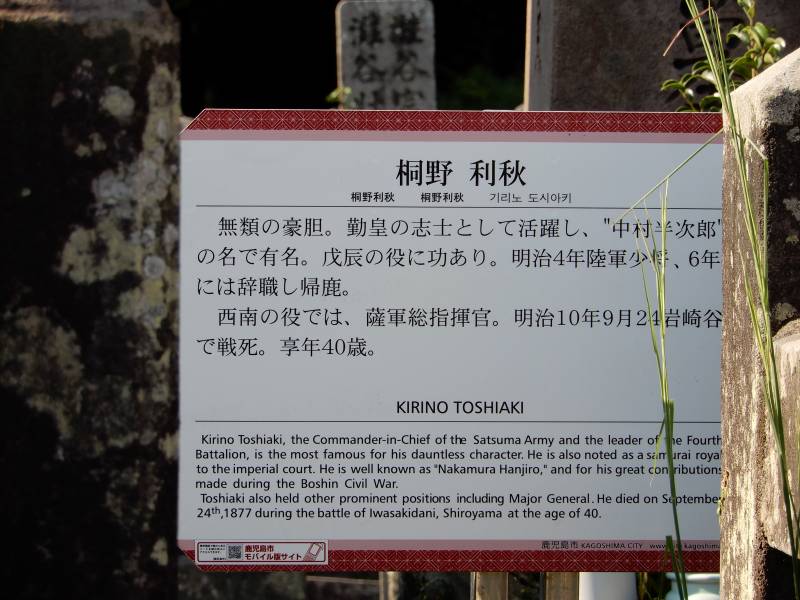 灘谷
雄谷
桐野 利秋
桐野利秋 桐野利秋 기리노 도시아키
無類の豪胆。勤皇の志士として活躍し、"中村半次郎"
の名で有名。戊辰の役に功あり。明治4年陸軍少将、6年
には辞職し帰鹿。
西南の役では、薩軍総指揮官。明治10年9月24岩崎谷
で戦死。享年40歳。
KIRINO TOSHIAKI
Kirino Toshiaki, the Commander-in-Chief of the Satsuma Army and the leader of the Fourth
Battalion, is the most famous for his dauntless character. He is also noted as a samurai royal
to the imperial court. He is well known as "Nakamura Hanjiro," and for his great contributions
made during the Boshin Civil War.
Toshiaki also held other prominent positions including Major General. He died on September
24th,1877 during the battle of Iwasakidani, Shiroyama at the age of 40.
鹿児島市
モバイル版サイト
鹿児島市 KAGOSHIMA CITY